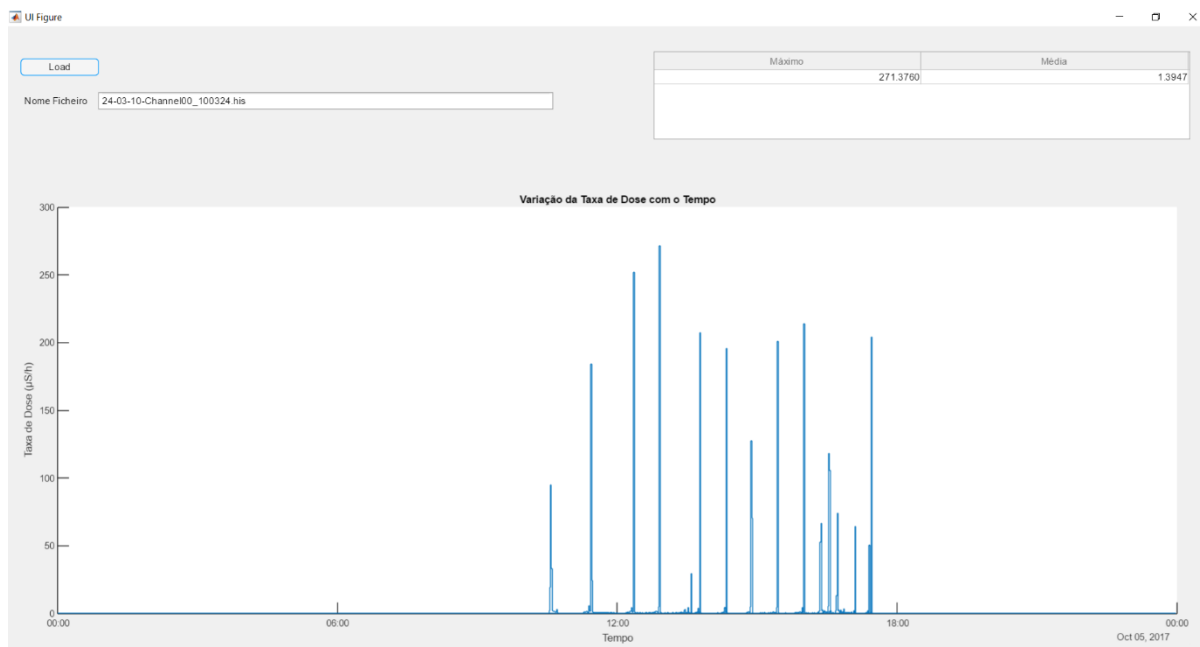 UI Figure
Load
Nome Ficheiro 24-03-10-Channel00_100324.his
Máximo Média
271.3760 1.3947
Variação da Taxa de Dose com o Tempo
300
250
200
150
100
50
0
Taxa de Dose (µS/h)
00:00 06:00 12:00 18:00 00:00
Tempo
Oct 05, 2017